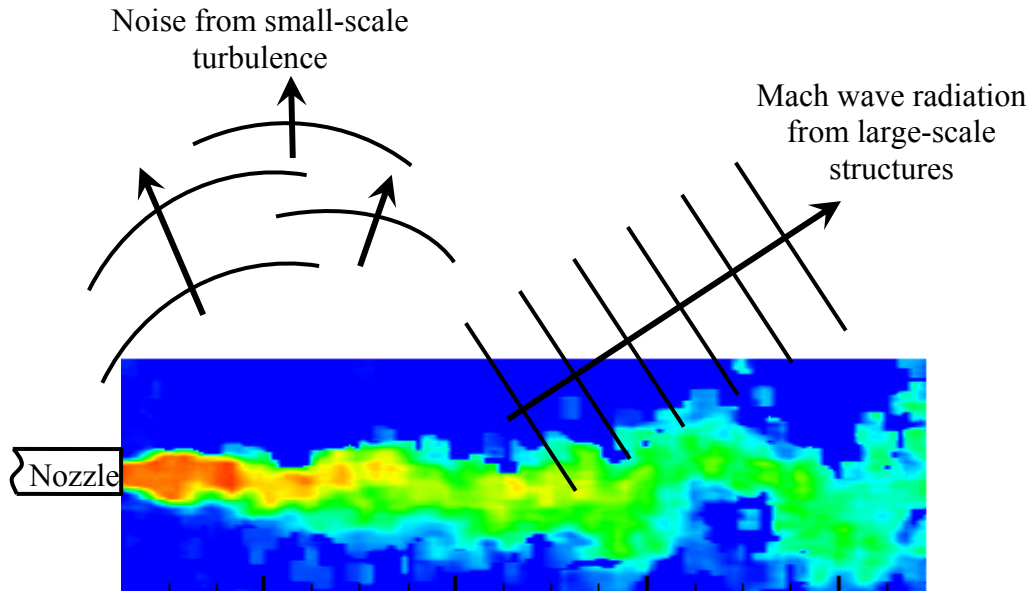 Noise from small-scale
turbulence
Mach wave radiation
from large-scale
structures
Nozzle